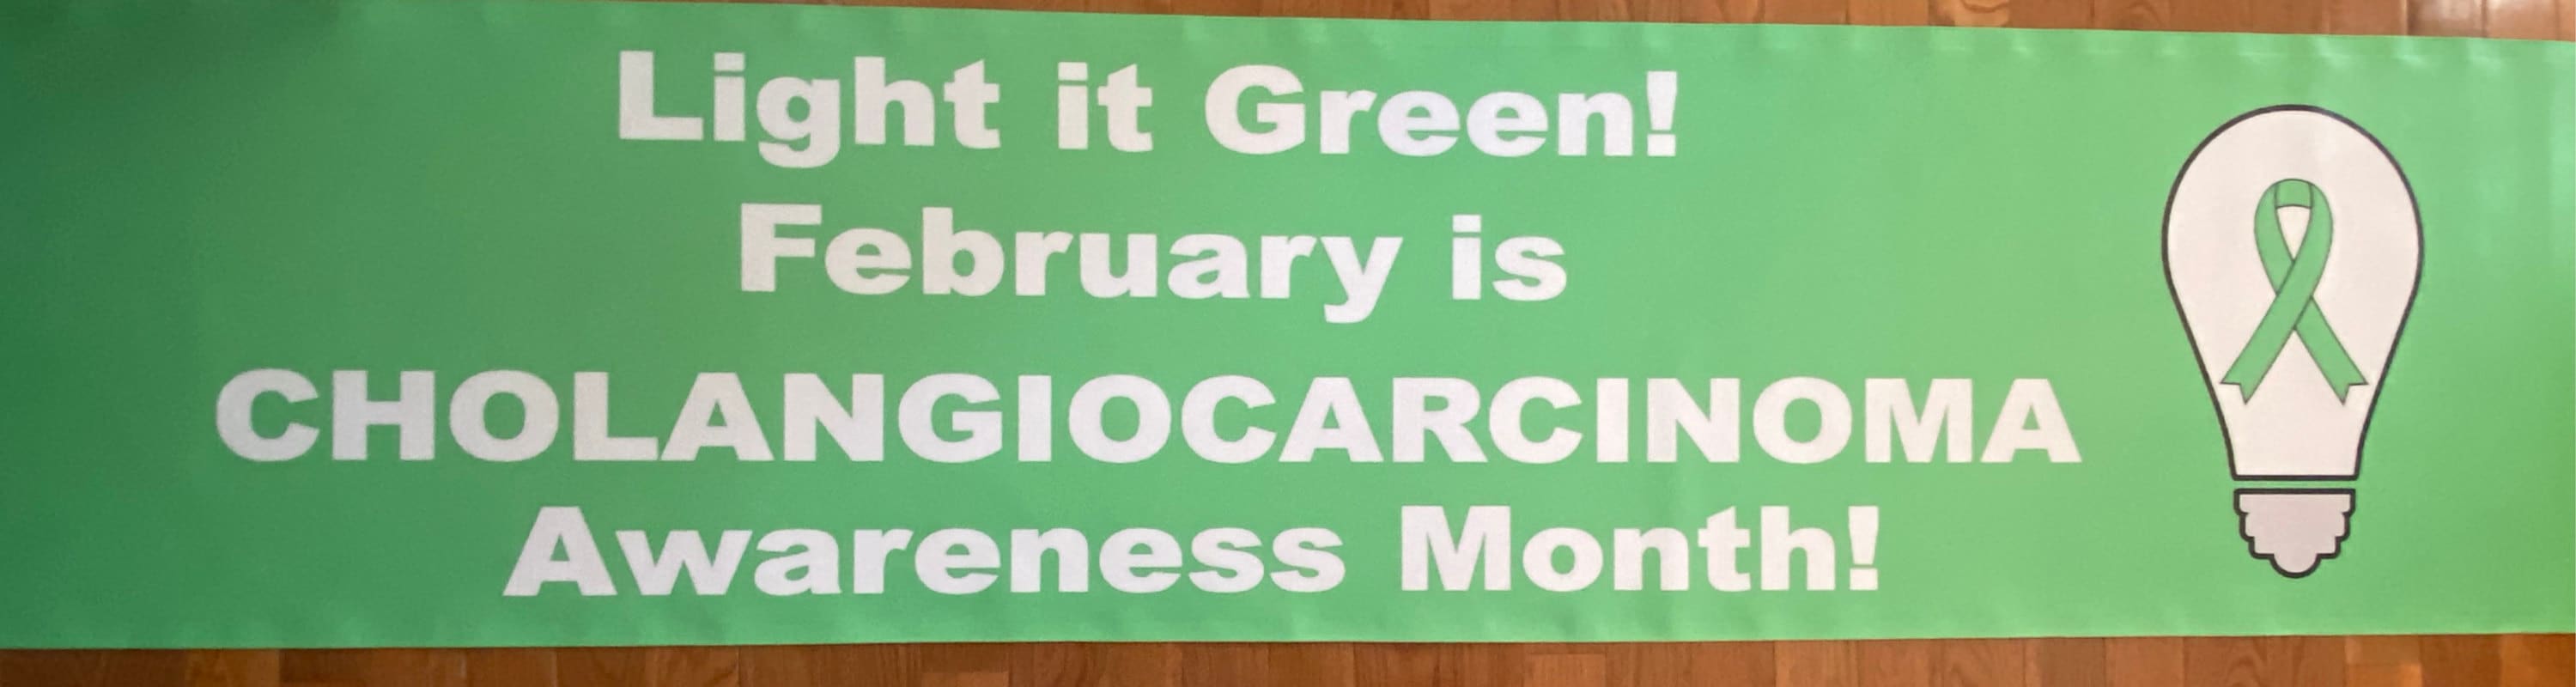 Light it Green!
February is
CHOLANGIOCARCINOMA
Awareness Month!